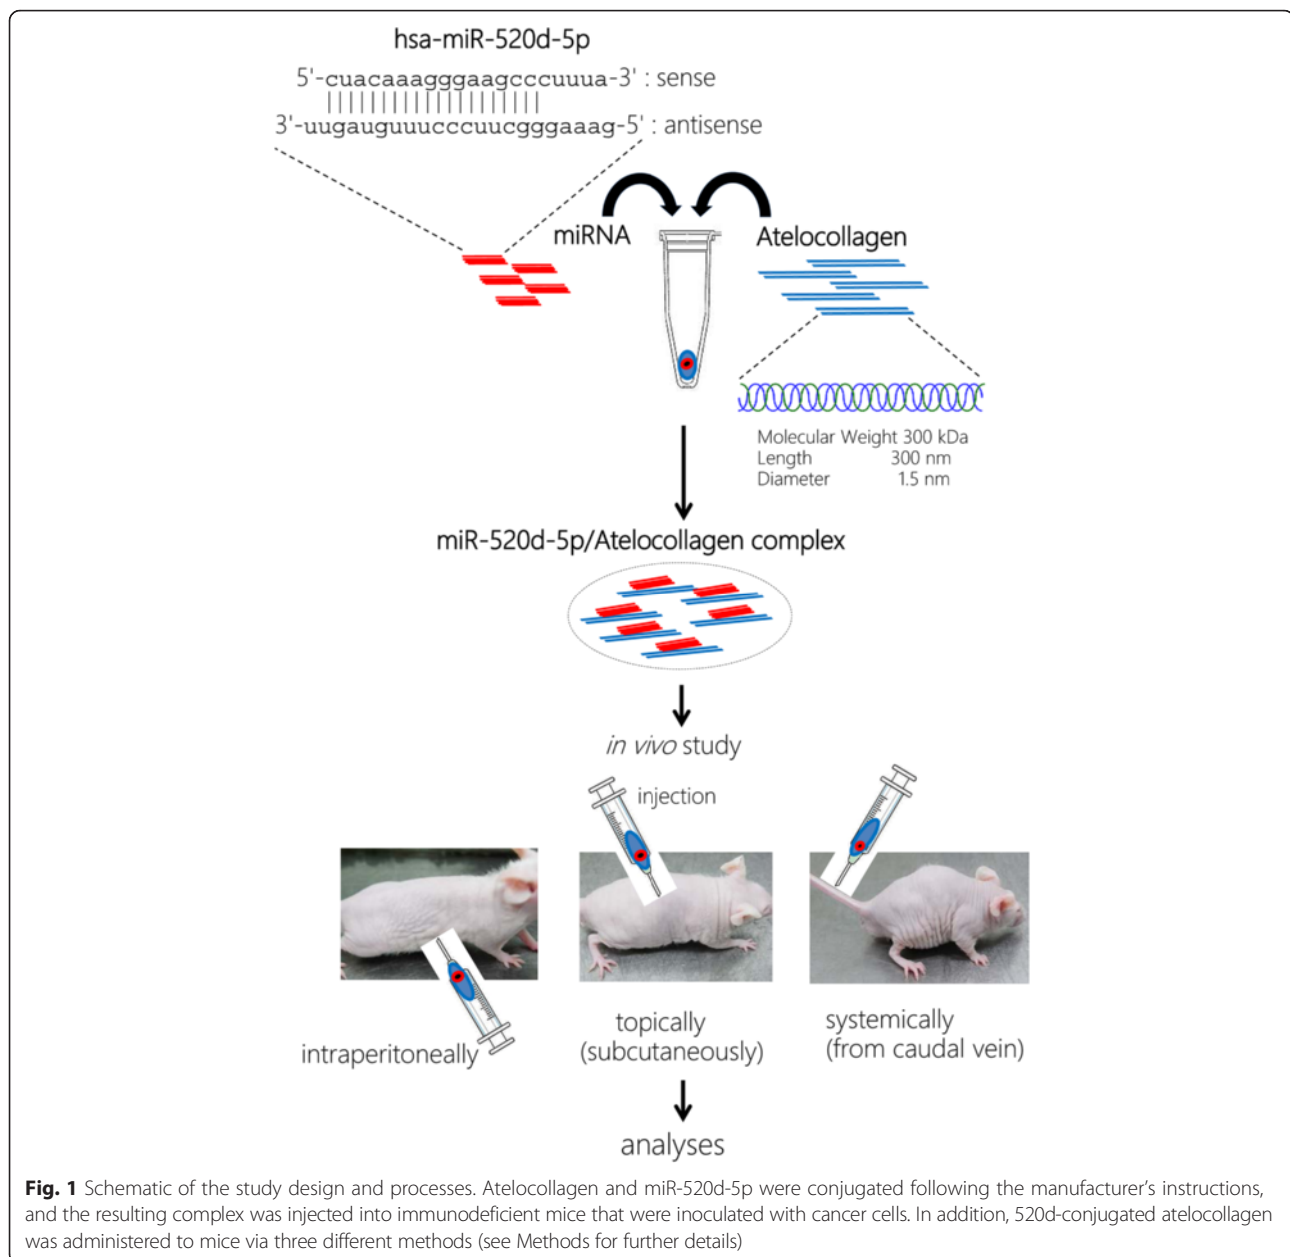 hsa-miR-520d-5p
5'-cuacaaagggaagcccuuua-3' : sense
3'-uugauguuucccuucgggaaag-5' : antisense
miRNA
Atelocollagen
Molecular Weight 300 kDa
Length 300 nm
Diameter 1.5 nm
miR-520d-5p/Atelocollagen complex
in vivo study
injection
intraperitoneally
topically
(subcutaneously)
systemically
(from caudal vein)
analyses
Fig. 1 Schematic of the study design and processes. Atelocollagen and miR-520d-5p were conjugated following the manufacturer's instructions,
and the resulting complex was injected into immunodeficient mice that were inoculated with cancer cells. In addition, 520d-conjugated atelocollagen
was administered to mice via three different methods (see Methods for further details)